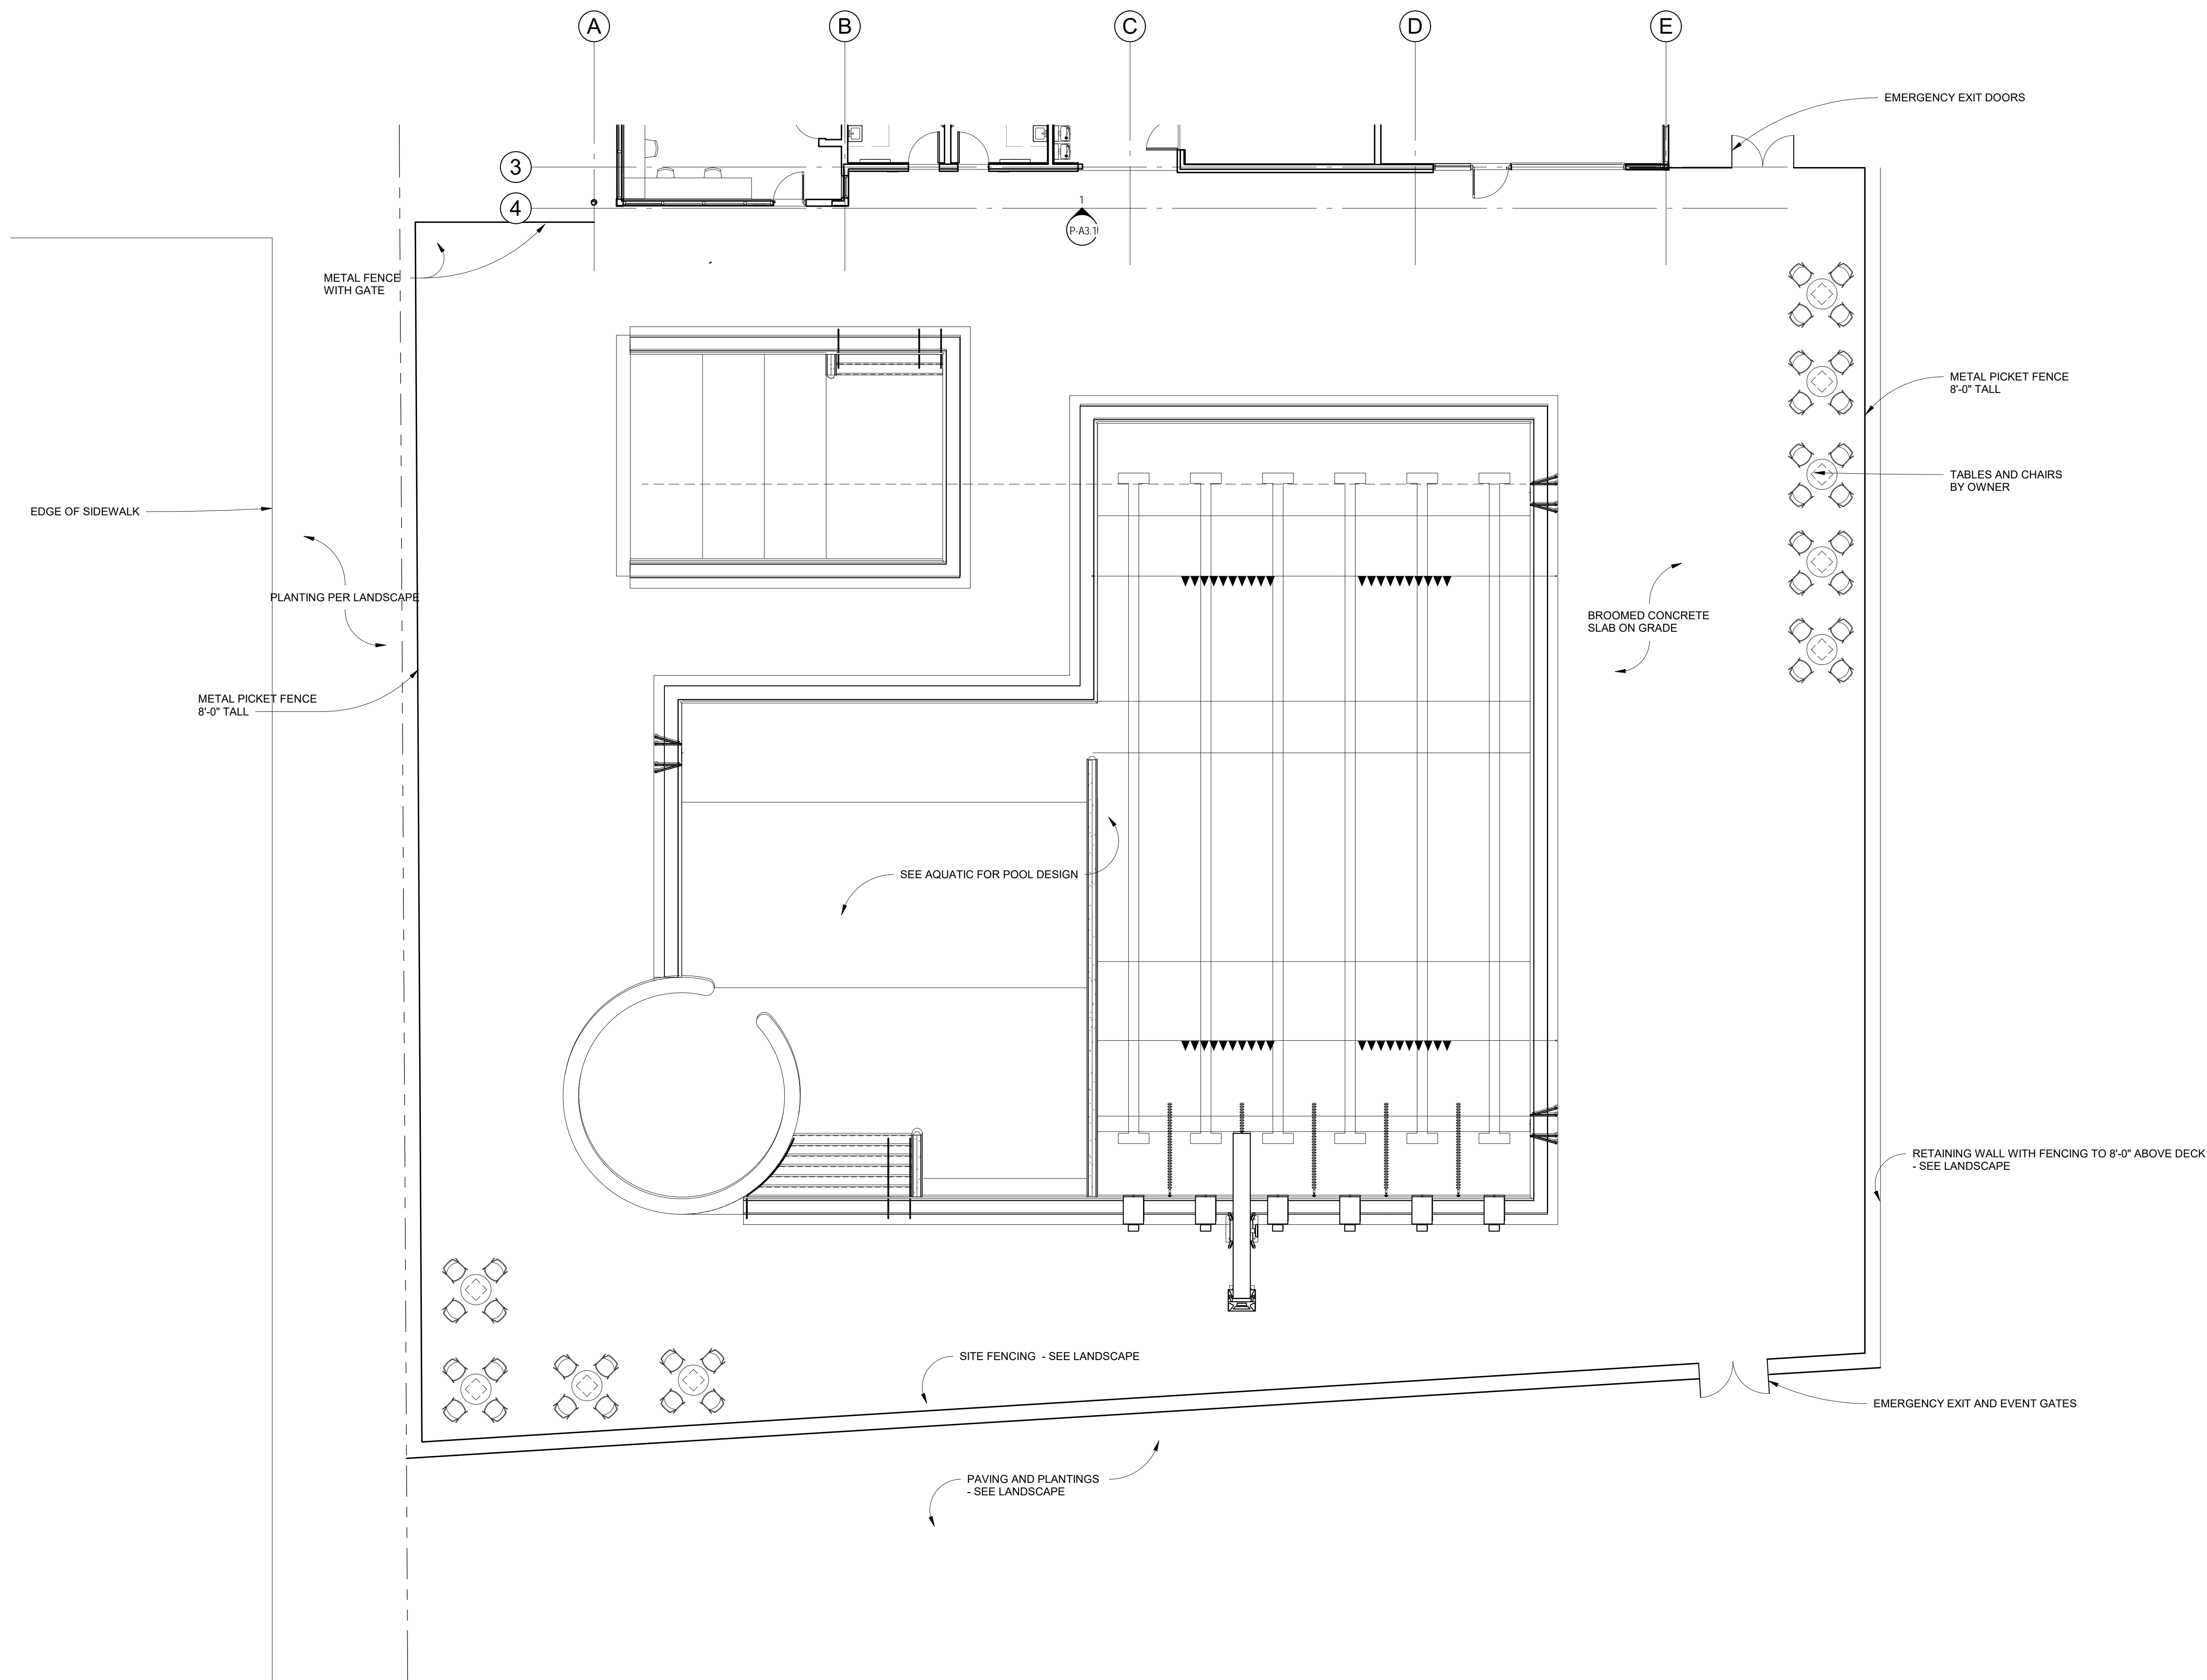 A
B
C
D
E
EMERGENCY EXIT DOORS
3
4
1
P-A3.1
METAL FENCE
WITH GATE
METAL PICKET FENCE
8'-0" TALL
TABLES AND CHAIRS
BY OWNER
EDGE OF SIDEWALK
PLANTING PER LANDSCAPE
BROOMED CONCRETE
SLAB ON GRADE
METAL PICKET FENCE
8'-0" TALL
SEE AQUATIC FOR POOL DESIGN
RETAINING WALL WITH FENCING TO 8'-0" ABOVE DECK
- SEE LANDSCAPE
SITE FENCING - SEE LANDSCAPE
EMERGENCY EXIT AND EVENT GATES
PAVING AND PLANTINGS
- SEE LANDSCAPE